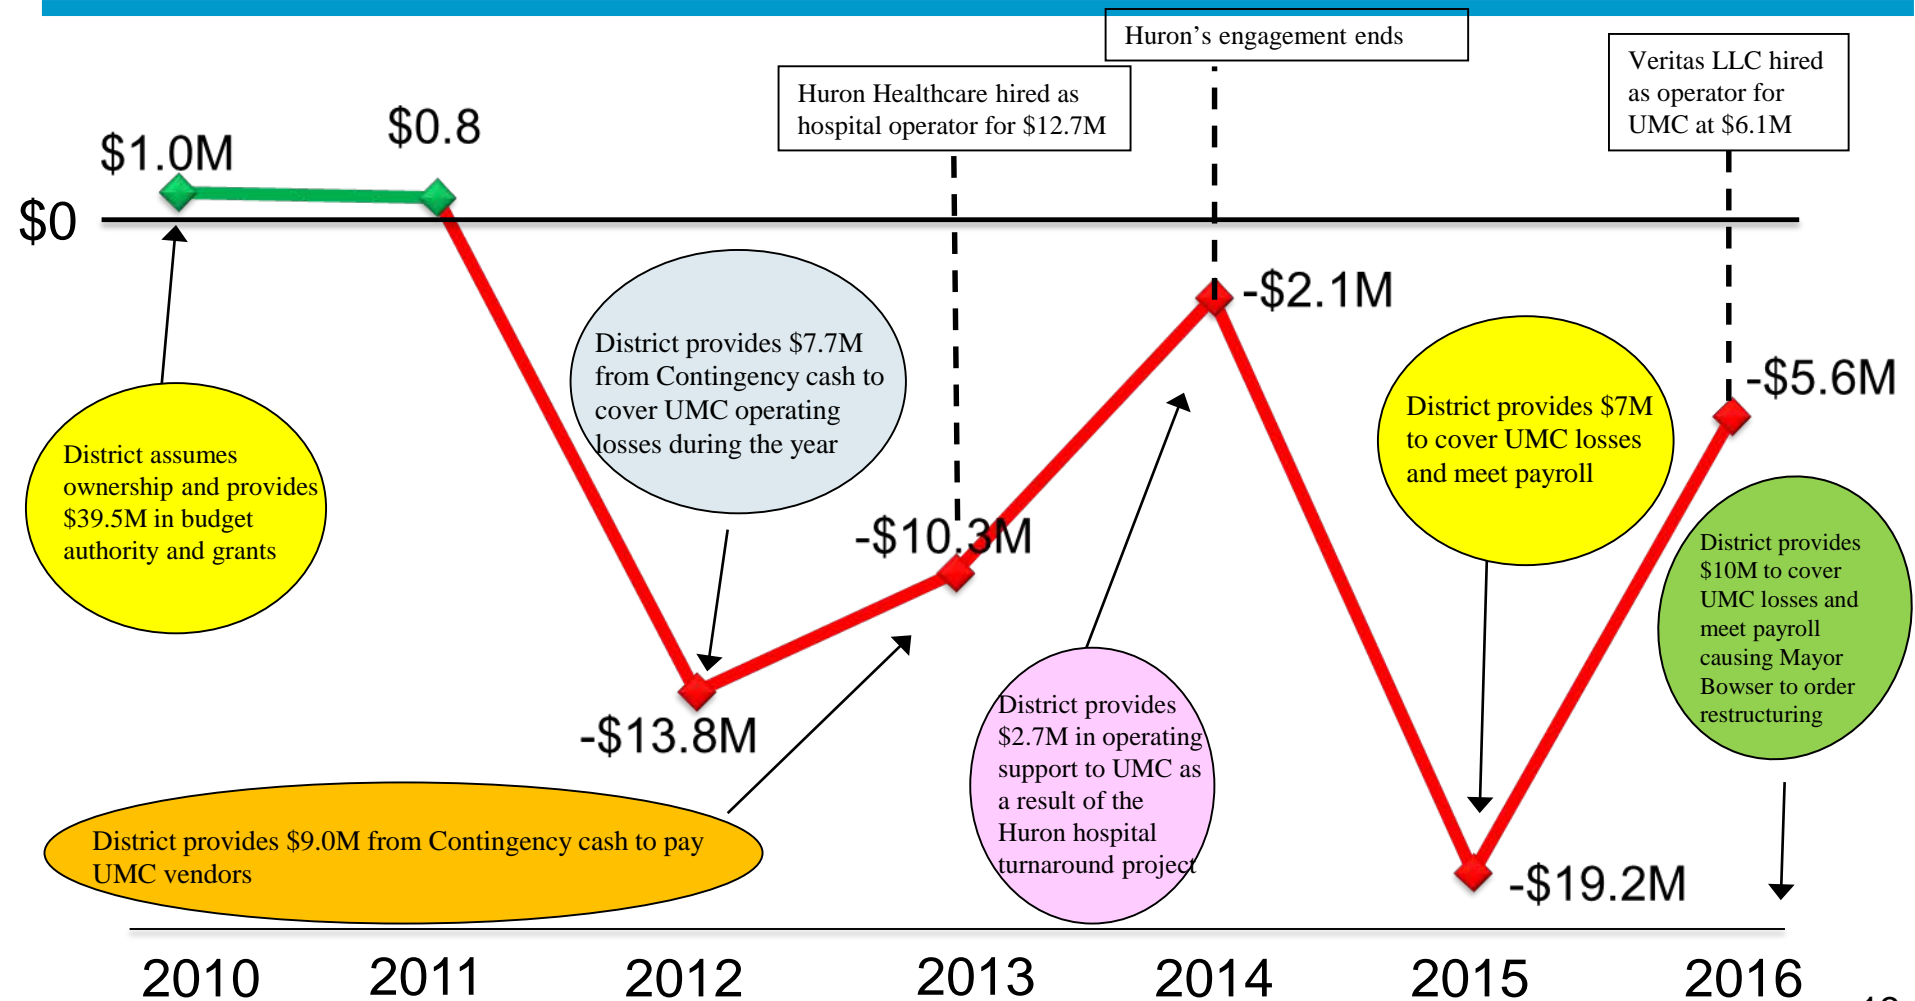 Huron’s engagement ends
Huron Healthcare hired as
hospital operator for $12.7M
Veritas LLC hired
as operator for
UMC at $6.1M
$1.0M
$0.8
$0
-$2.1M
-$5.6M
District provides $7.7M
from Contingency cash to
cover UMC operating
losses during the year
District provides $7M
to cover UMC losses
and meet payroll
District assumes
ownership and provides
$39.5M in budget
authority and grants
-$10.3M
District provides
$10M to cover
UMC losses and
meet payroll
causing Mayor
Bowser to order
restructuring
-$13.8M
District provides
$2.7M in operating
support to UMC as
a result of the
Huron hospital
turnaround project
District provides $9.0M from Contingency cash to pay
UMC vendors
-$19.2M
2010 2011 2012 2013 2014 2015 2016